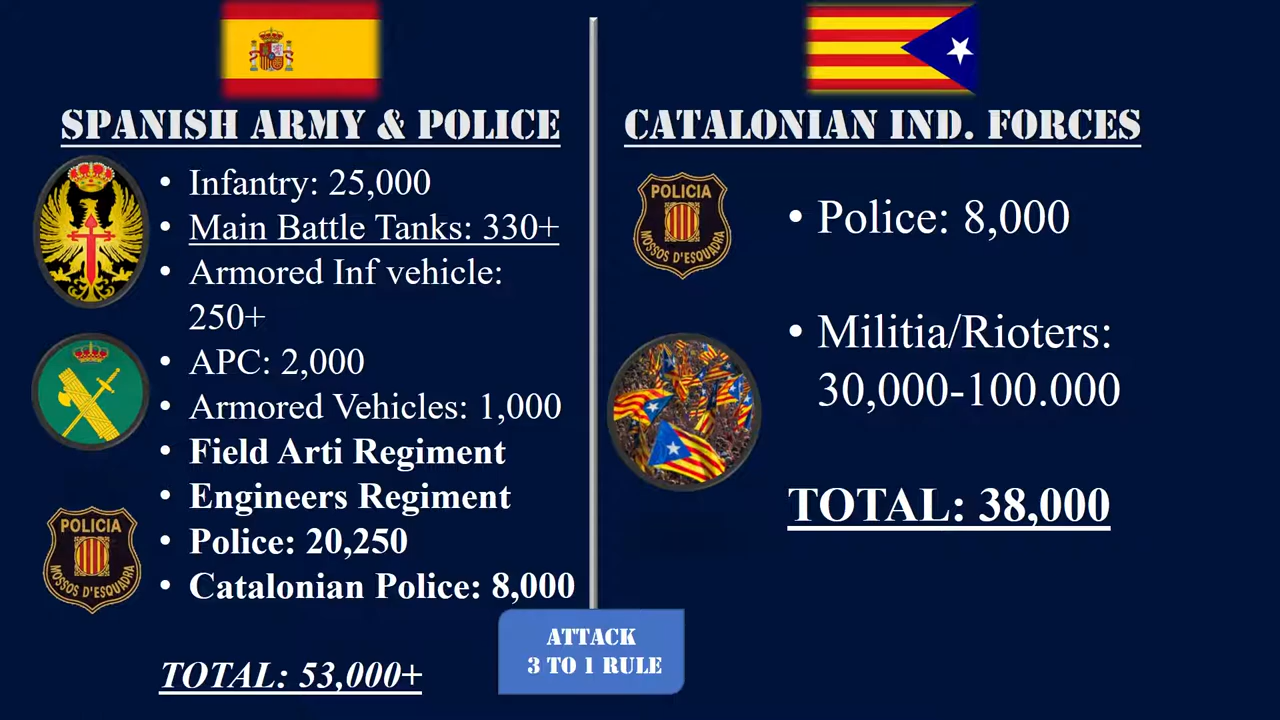 SPANISH ARMY & POLICE
• Infantry: 25,000
• Main Battle Tanks: 330+
• Armored Inf vehicle:
250+
• APC: 2,000
• Armored Vehicles: 1,000
• Field Arti Regiment
• Engineers Regiment
• Police: 20,250
• Catalonian Police: 8,000
POLICIA
MOSSOS D'ESQUADRA
TOTAL: 53,000+
ATTACK
3 TO 1 RULE
CATALONIAN IND. FORCES
POLICIA
MOSSOS D'ESQUADRA
• Police: 8,000
• Militia/Rioters:
30,000-100.000
TOTAL: 38,000